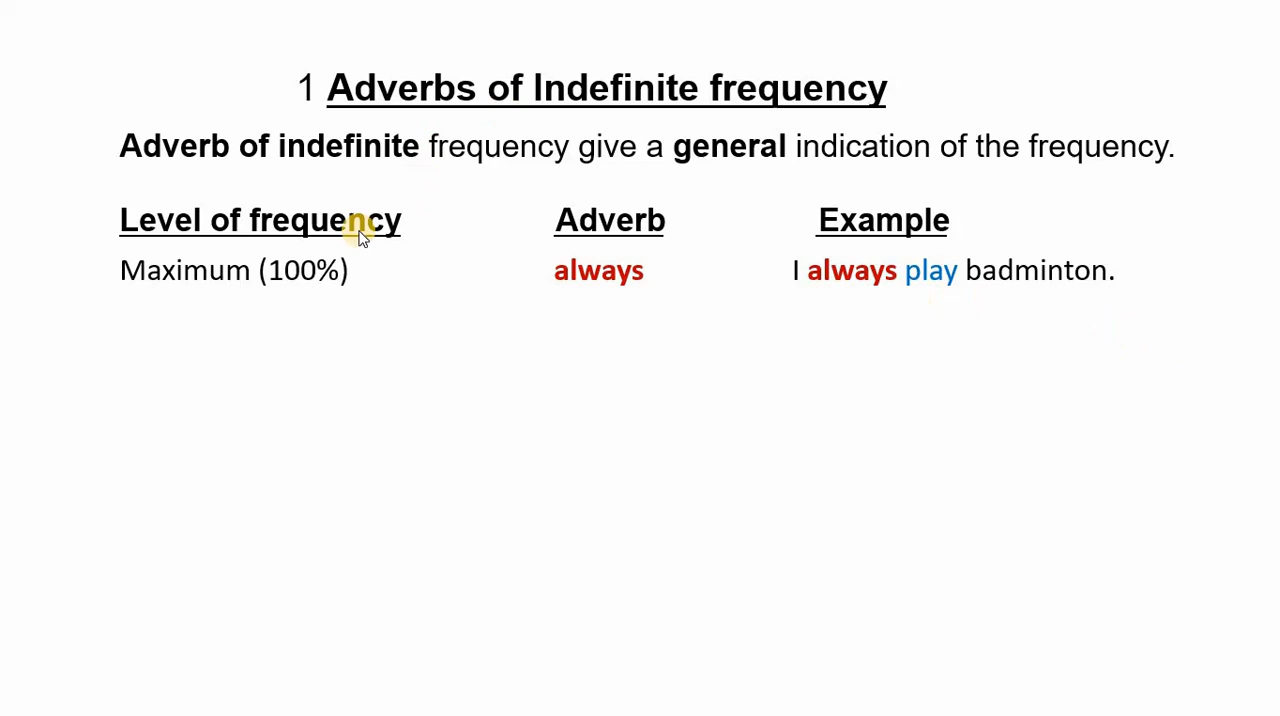 1 Adverbs of Indefinite frequency
Adverb of indefinite frequency give a general indication of the frequency.
Level of frequency Adverb Example
Maximum (100%) always I always play badminton.